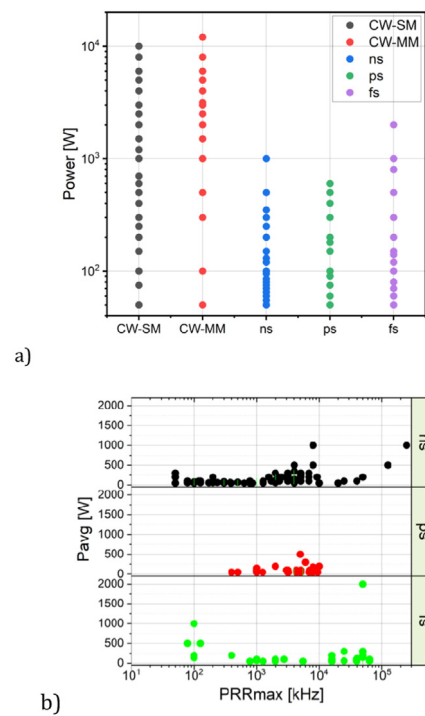 CW-SM
CW-MM
ns
ps
fs
10⁴
10³
10²
Power [W]
CW-SM CW-MM ns ps fs
a)
2000
1500
1000
500
0
ns
2000
1500
1000
500
0
ps
2000
1500
1000
500
0
Pavg [W]
10¹ 10² 10³ 10⁴ 10⁵
PRRmax [kHz]
b)